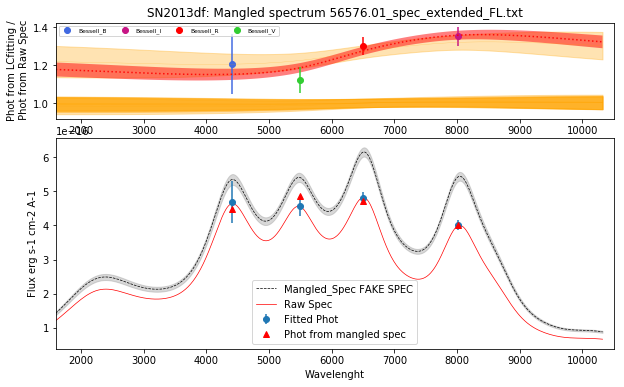 SN2013df: Mangled spectrum 56576.01_spec_extended_FL.txt
Bessell_B Bessell_I Bessell_R Bessell_V
Phot from LCfitting /
Phot from Raw Spec
1.4
1.2
1.0
2000 3000 4000 5000 6000 7000 8000 9000 10000
Flux erg s-1 cm-2 A-1
6
5
4
3
2
1
Mangled_Spec FAKE SPEC
Raw Spec
Fitted Phot
Phot from mangled spec
2000 3000 4000 5000 6000 7000 8000 9000 10000
Wavelenght